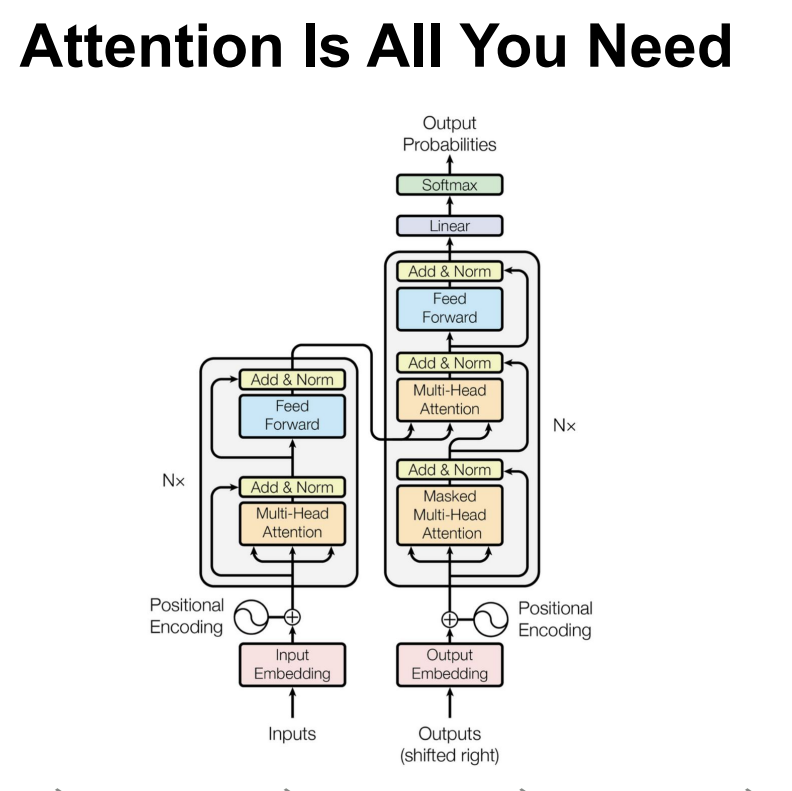 Attention Is All You Need
Output
Probabilities
Softmax
Linear
Add & Norm
Feed
Forward
Add & Norm
Multi-Head
Attention
Add & Norm
Masked
Multi-Head
Attention
Nx
Add & Norm
Feed
Forward
Add & Norm
Multi-Head
Attention
Nx
Positional
Encoding
Positional
Encoding
Input
Embedding
Output
Embedding
Inputs
Outputs
(shifted right)